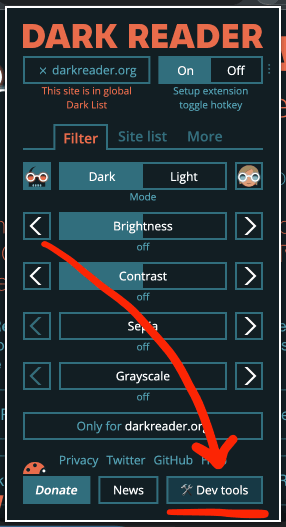 DARK READER
× darkreader.org
On Off
This site is in global
Dark List
Setup extension
toggle hotkey
Filter Site list More
Dark Light
Mode
Brightness
off
Contrast
off
Sepia
off
Grayscale
off
Only for darkreader.org
Privacy Twitter GitHub Help
Donate News Dev tools